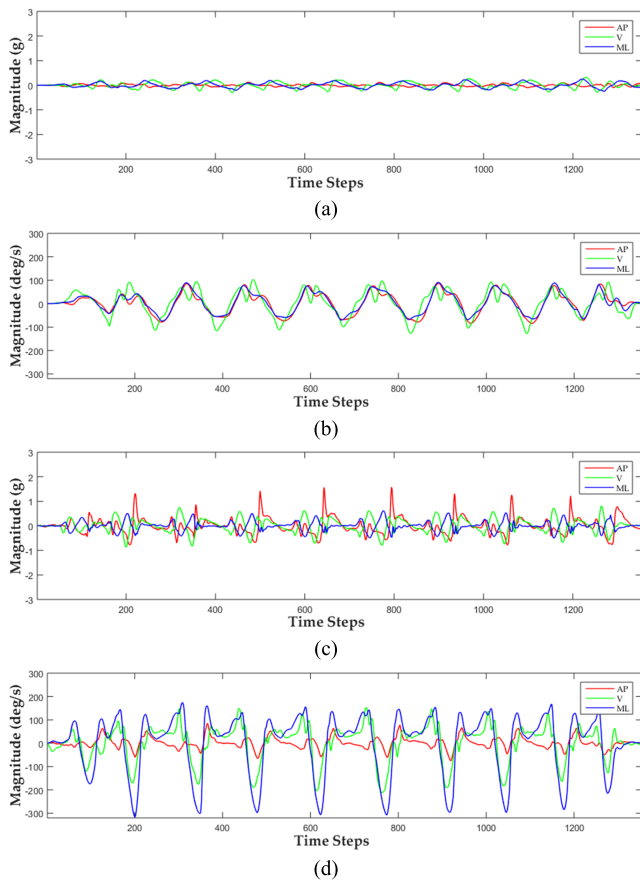 3
2
1
0
-1
-2
-3
Magnitude (g)
AP
V
ML
200 400 600 800 1000 1200
Time Steps
(a)
300
200
100
0
-100
-200
-300
Magnitude (deg/s)
AP
V
ML
200 400 600 800 1000 1200
Time Steps
(b)
3
2
1
0
-1
-2
-3
Magnitude (g)
AP
V
ML
200 400 600 800 1000 1200
Time Steps
(c)
300
200
100
0
-100
-200
-300
Magnitude (deg/s)
AP
V
ML
200 400 600 800 1000 1200
Time Steps
(d)